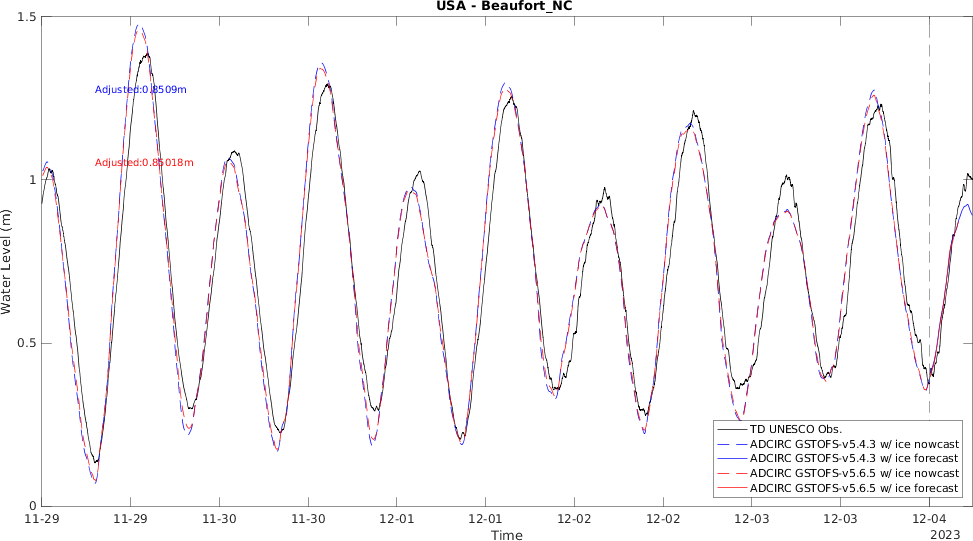 USA - Beaufort_NC
1.5
Adjusted:0.8509m
Adjusted:0.85018m
1
Water Level (m)
0.5
0
TD UNESCO Obs.
ADCIRC GSTOFS-v5.4.3 w/ ice nowcast
ADCIRC GSTOFS-v5.4.3 w/ ice forecast
ADCIRC GSTOFS-v5.6.5 w/ ice nowcast
ADCIRC GSTOFS-v5.6.5 w/ ice forecast
11-29 11-29 11-30 11-30 12-01 12-01 12-02 12-02 12-03 12-03 12-04
Time
2023